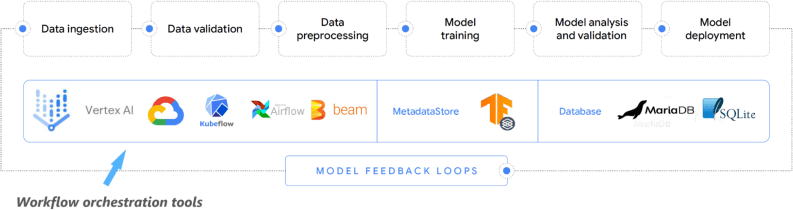 Data ingestion
Data validation
Data
preprocessing
Model
training
Model analysis
and validation
Model
deployment
Vertex AI
Kubeflow
Airflow
beam
MetadataStore
Database
MariaDB
SQLite
MODEL FEEDBACK LOOPS
Workflow orchestration tools